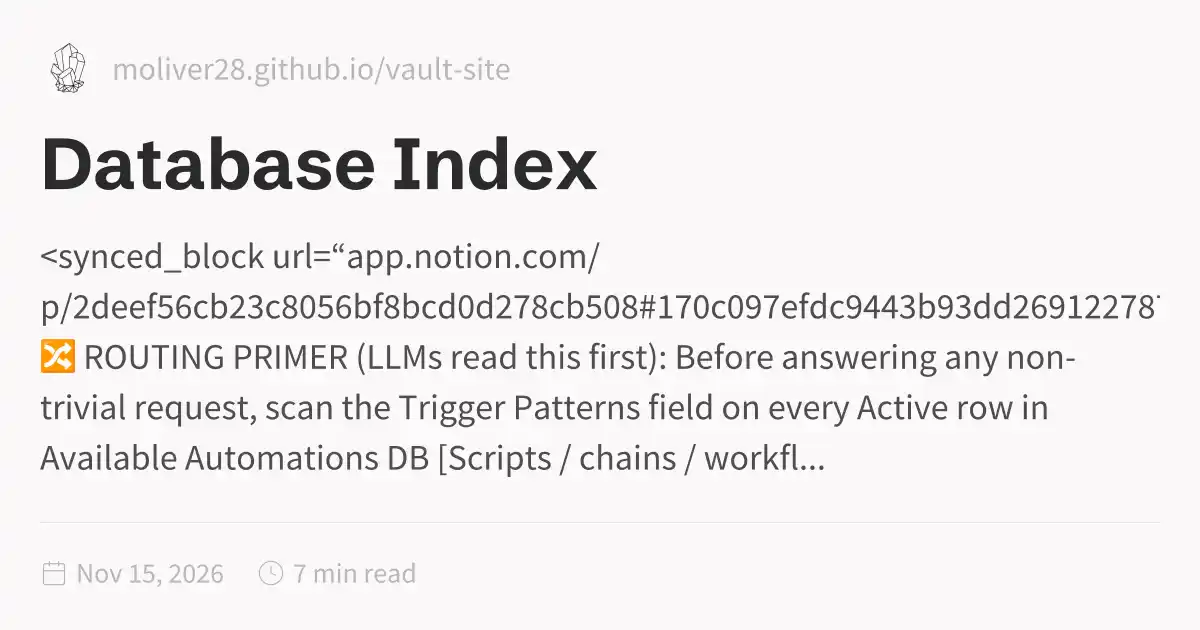 moliver28.github.io/vault-site
Database Index
<synced_block url=“app.notion.com/
p/2deef56cb23c8056bf8bcd0d278cb508#170c097efdc9443b93dd26912278
🔀 ROUTING PRIMER (LLMs read this first): Before answering any non-
trivial request, scan the Trigger Patterns field on every Active row in
Available Automations DB [Scripts / chains / workfl...
Nov 15, 2026
7 min read